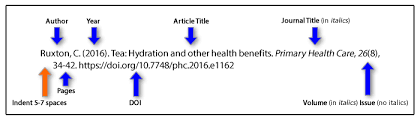 Author Year Article Title Journal Title (in italics)
Ruxton, C. (2016). Tea: Hydration and other health benefits. Primary Health Care, 26(8),
34-42. https://doi.org/10.7748/phc.2016.e1162
Pages
Indent 5-7 spaces DOI Volume (in italics) Issue (no italics)